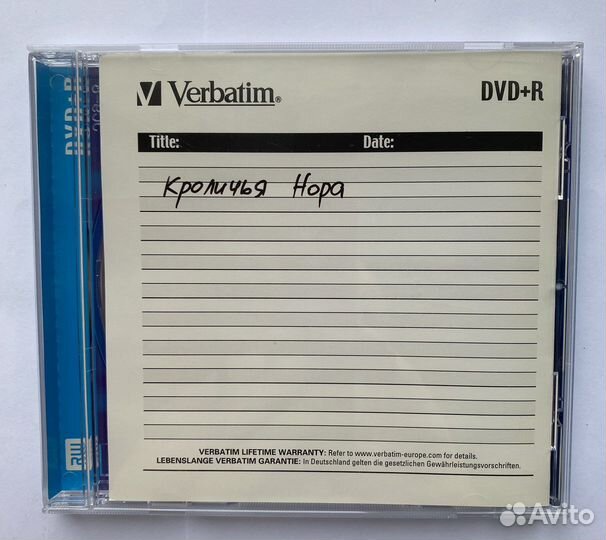 DVD+R
Verbatim®
DVD+R
Title: Date:
Кроличья Нора
VERBATIM LIFETIME WARRANTY: Refer to www.verbatim-europe.com for details.
LEBENSLANGE VERBATIM GARANTIE: In Deutschland gelten die gesetzlichen Gewährleistungsvorschriften.
Avito